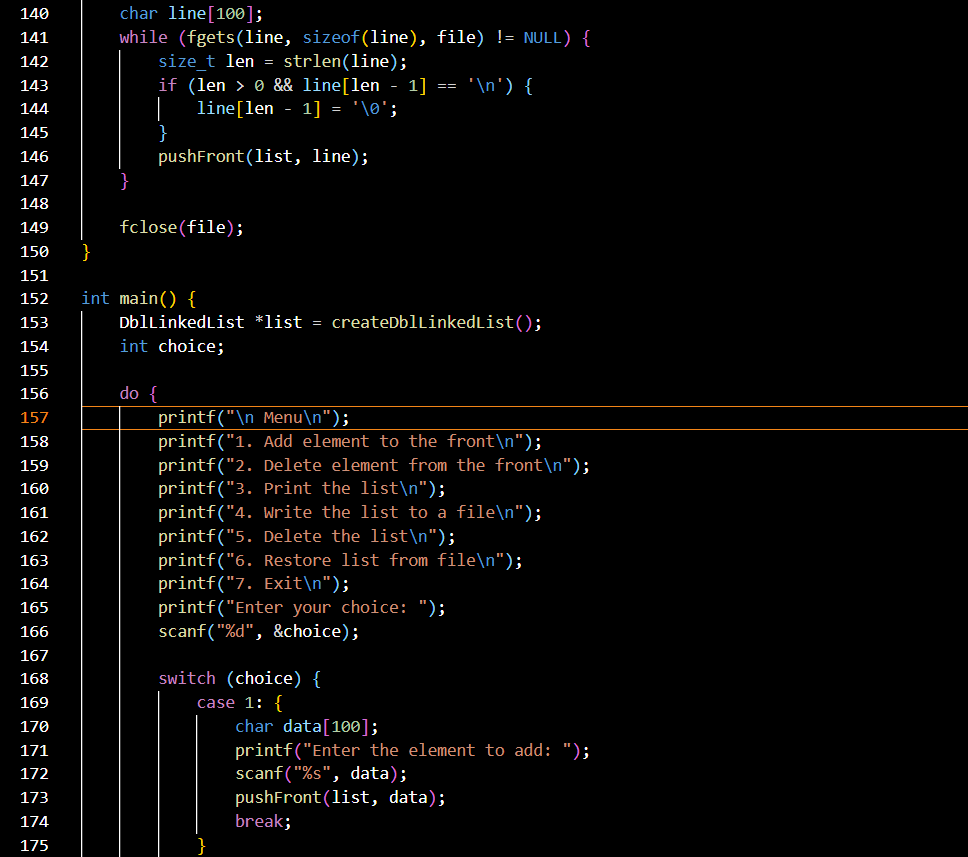 140 char line[100];
141 while (fgets(line, sizeof(line), file) != NULL) {
142 size_t len = strlen(line);
143 if (len > 0 && line[len - 1] == '\n') {
144 line[len - 1] = '\0';
145 }
146 pushFront(list, line);
147 }
148
149 fclose(file);
150 }
151
152 int main() {
153 DblLinkedList *list = createDblLinkedList();
154 int choice;
155
156 do {
157 printf("\n Menu\n");
158 printf("1. Add element to the front\n");
159 printf("2. Delete element from the front\n");
160 printf("3. Print the list\n");
161 printf("4. Write the list to a file\n");
162 printf("5. Delete the list\n");
163 printf("6. Restore list from file\n");
164 printf("7. Exit\n");
165 printf("Enter your choice: ");
166 scanf("%d", &choice);
167
168 switch (choice) {
169 case 1: {
170 char data[100];
171 printf("Enter the element to add: ");
172 scanf("%s", data);
173 pushFront(list, data);
174 break;
175 }